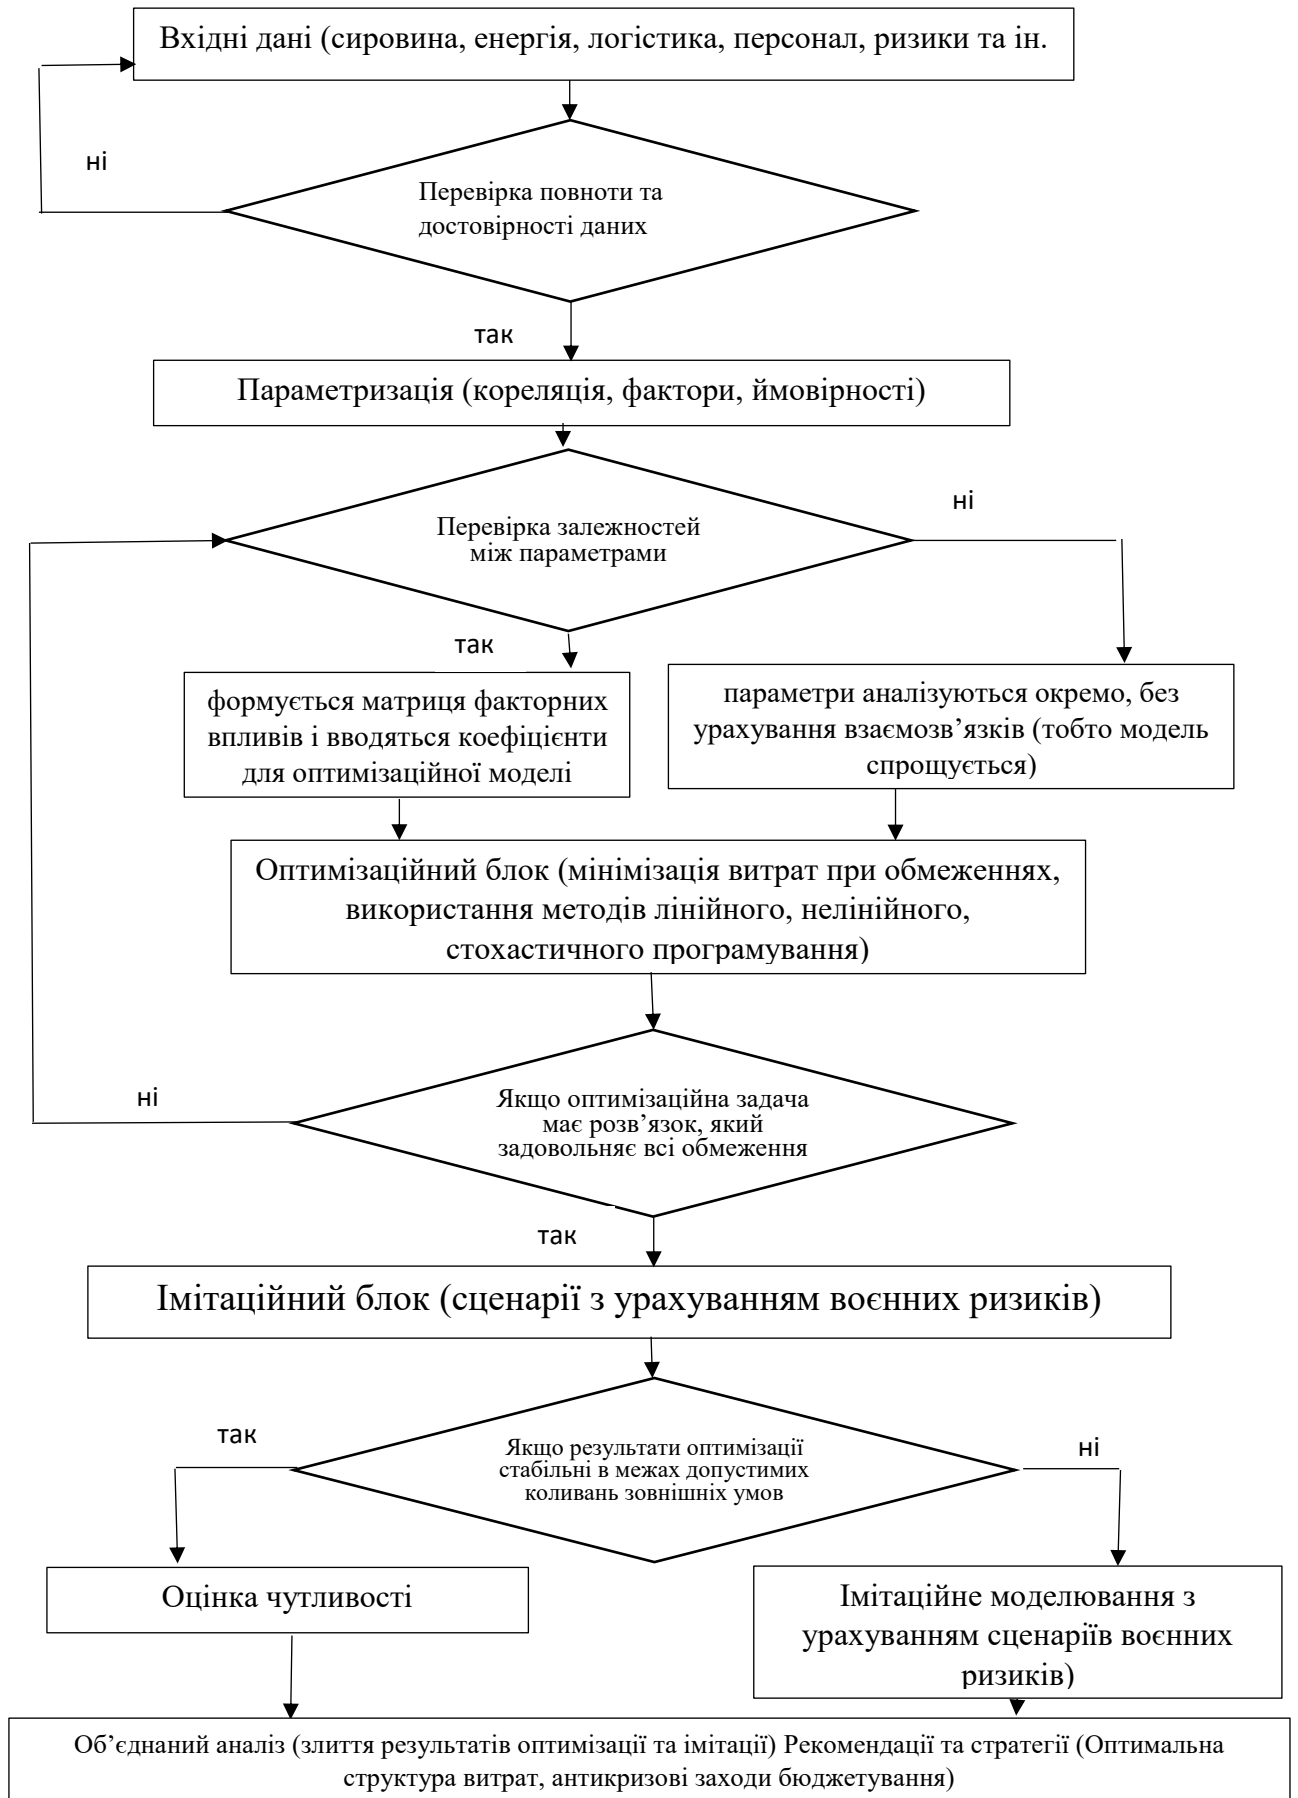 Вхідні дані (сировина, енергія, логістика, персонал, ризики та ін.
ні
Перевірка повноти та
достовірності даних
так
Параметризація (кореляція, фактори, ймовірності)
ні
Перевірка залежностей
між параметрами
так
формується матриця факторних
впливів і вводяться коефіцієнти
для оптимізаційної моделі
параметри аналізуються окремо, без
урахування взаємозв’язків (тобто модель
спрощується)
Оптимізаційний блок (мінімізація витрат при обмеженнях,
використання методів лінійного, нелінійного,
стохастичного програмування)
ні
Якщо оптимізаційна задача
має розв’язок, який
задовольняє всі обмеження
так
Імітаційний блок (сценарії з урахуванням воєнних ризиків)
так
Якщо результати оптимізації
стабільні в межах допустимих
коливань зовнішніх умов
ні
Оцінка чутливості
Імітаційне моделювання з
урахуванням сценаріїв воєнних
ризиків)
Об’єднаний аналіз (злиття результатів оптимізації та імітації) Рекомендації та стратегії (Оптимальна
структура витрат, антикризові заходи бюджетування)